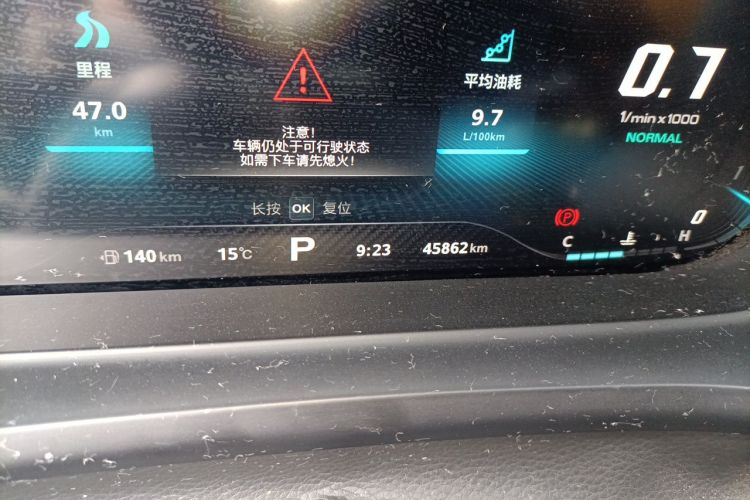 里程
47.0
km
注意!
车辆仍处于可行驶状态
如需下车请先熄火!
平均油耗
9.7
L/100km
0.7
1/min x 1000
NORMAL
长按 OK 复位
P
0
C H
140 km 15℃ P 9:23 45862 km